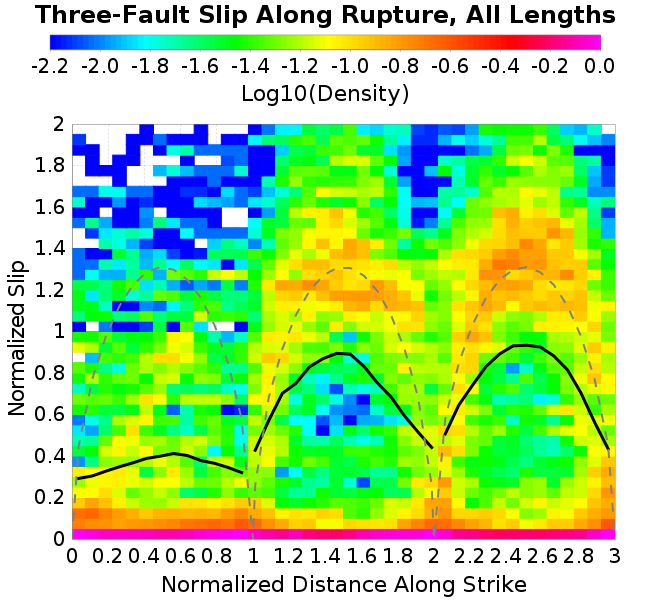 Three-Fault Slip Along Rupture, All Lengths
-2.2 -2.0 -1.8 -1.6 -1.4 -1.2 -1.0 -0.8 -0.6 -0.4 -0.2 0.0
Log10(Density)
Normalized Slip
2
1.8
1.6
1.4
1.2
1
0.8
0.6
0.4
0.2
0
0 0.2 0.4 0.6 0.8 1 1.2 1.4 1.6 1.8 2 2.2 2.4 2.6 2.8 3
Normalized Distance Along Strike